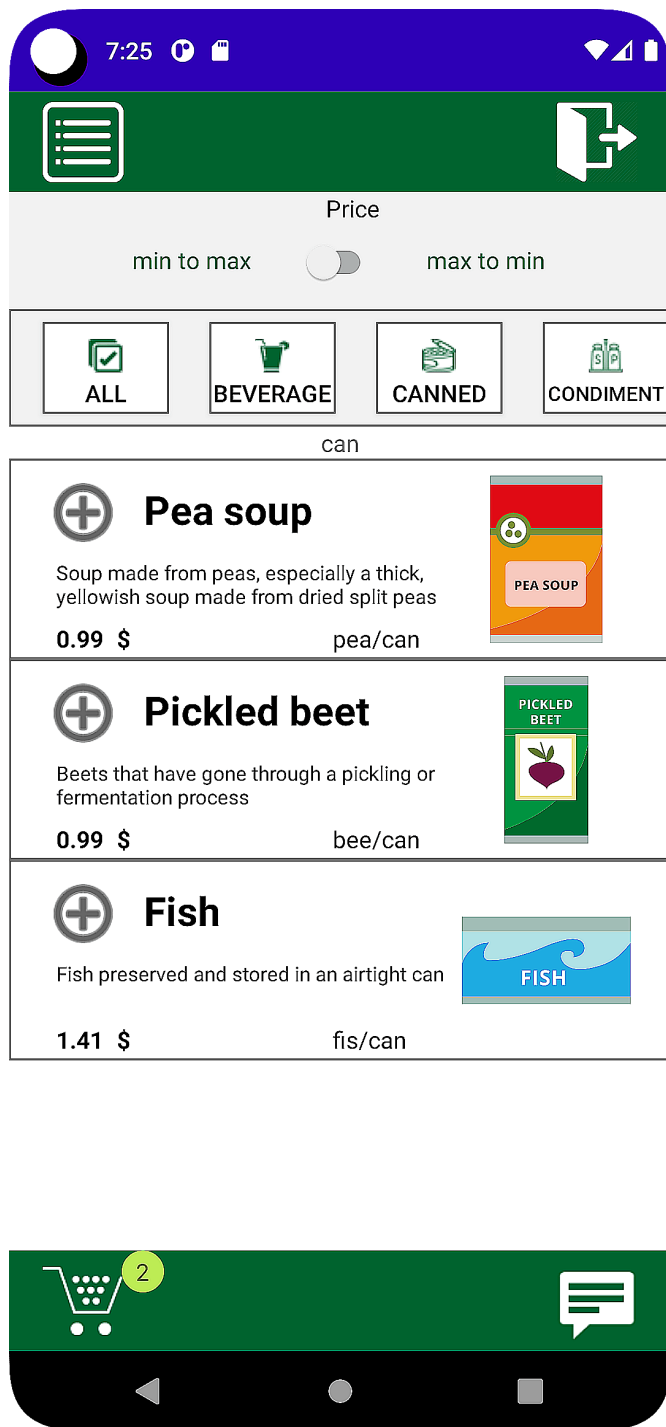 7:25
Price
min to max
max to min
ALL
BEVERAGE
CANNED
S P
CONDIMENT
can
Pea soup
Soup made from peas, especially a thick,
yellowish soup made from dried split peas
0.99 $
pea/can
PEA SOUP
Pickled beet
Beets that have gone through a pickling or
fermentation process
0.99 $
bee/can
PICKLED
BEET
Fish
Fish preserved and stored in an airtight can
1.41 $
fis/can
FISH
2